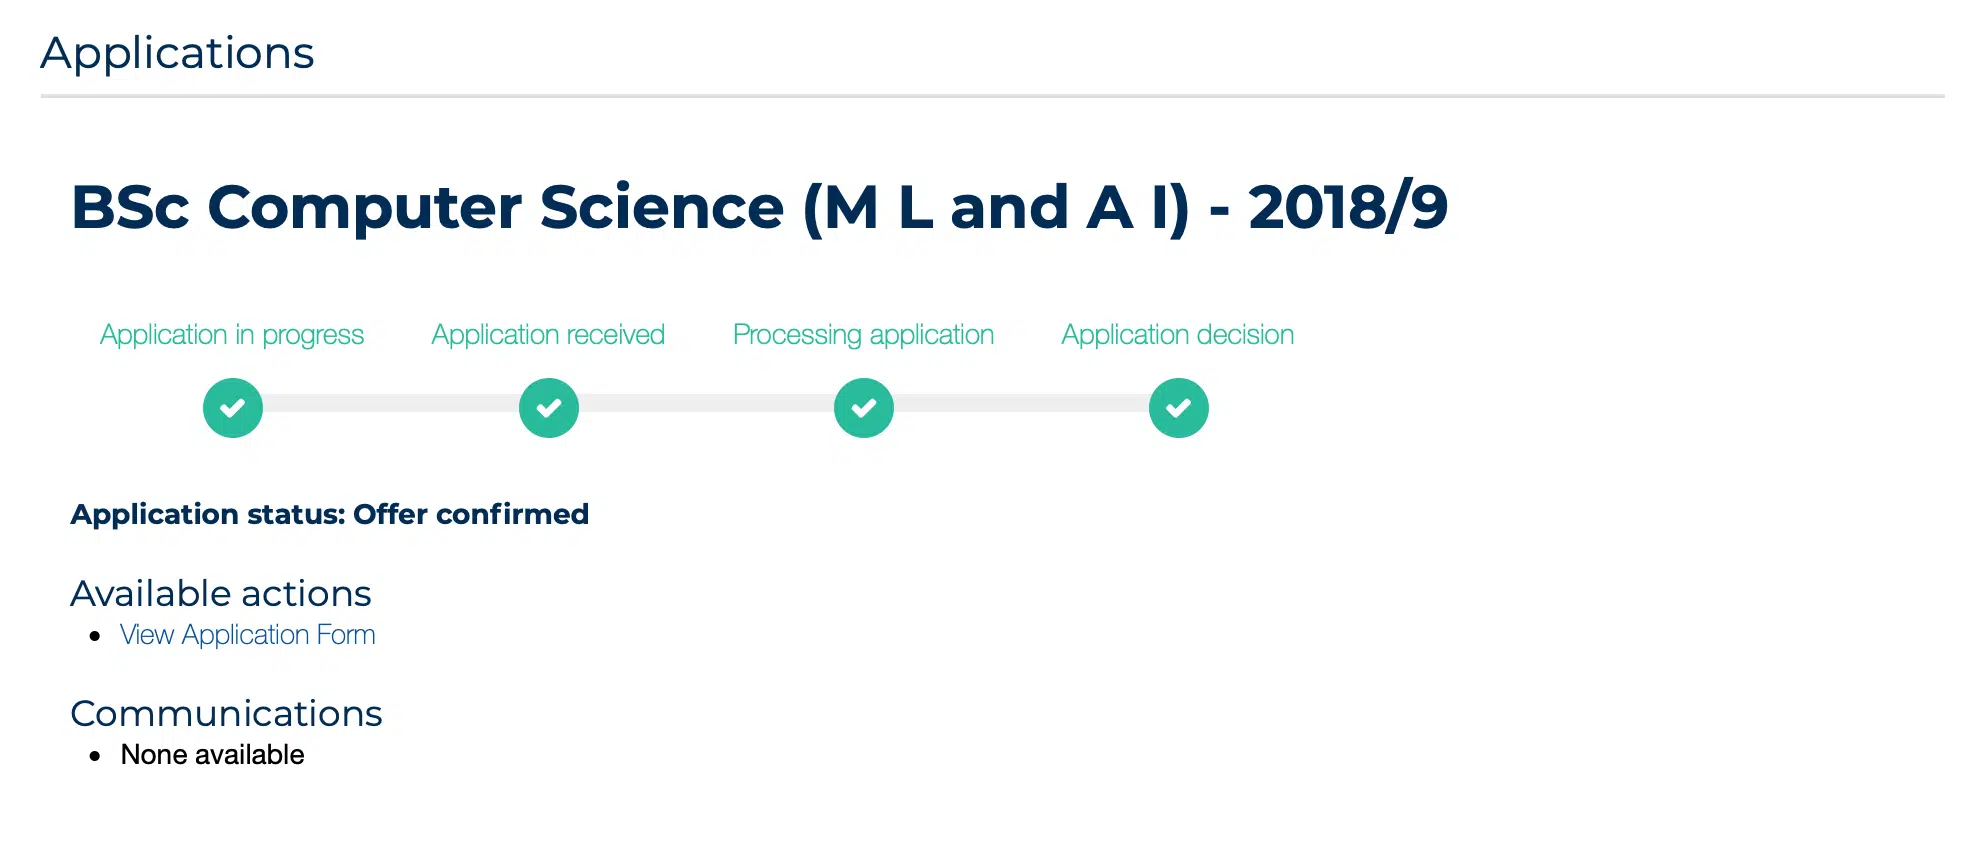 Applications
BSc Computer Science (M L and A I) - 2018/9
Application in progress Application received Processing application Application decision
Application status: Offer confirmed
Available actions
• View Application Form
Communications
• None available